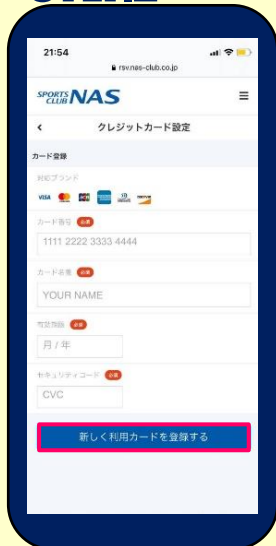 21:54
rsv.nas-club.co.jp
SPORTS CLUB NAS
クレジットカード設定
カード登録
対応ブランド
VISA
カード番号 必須
1111 2222 3333 4444
カード名義 必須
YOUR NAME
有効期限 必須
月 / 年
セキュリティコード 必須
CVC
新しく利用カードを登録する